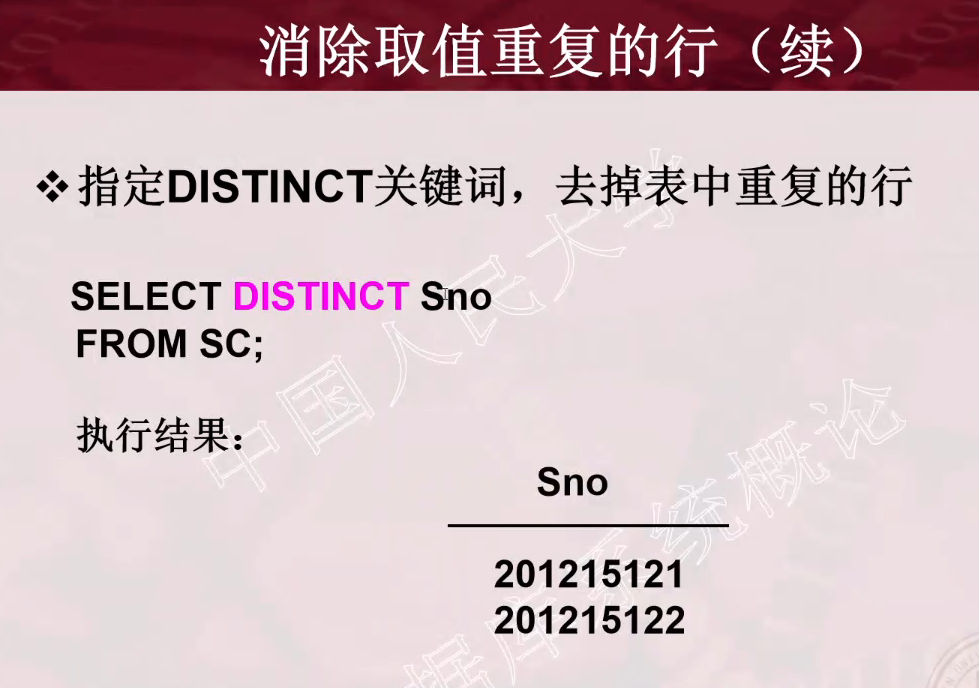 消除取值重复的行（续）
❖指定DISTINCT关键词，去掉表中重复的行
SELECT DISTINCT Sno
FROM SC;
执行结果：
Sno
201215121
201215122
中国人民大学
据库系统概论